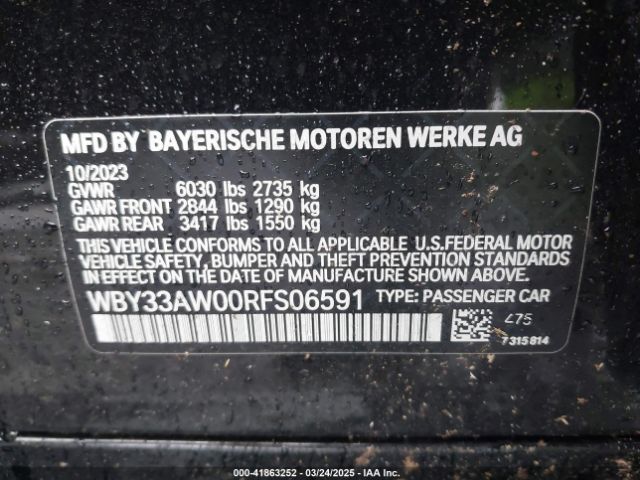 MFD BY BAYERISCHE MOTOREN WERKE AG
10/2023
GVWR 6030 lbs 2735 kg
GAWR FRONT 2844 lbs 1290 kg
GAWR REAR 3417 lbs 1550 kg
THIS VEHICLE CONFORMS TO ALL APPLICABLE U.S.FEDERAL MOTOR
VEHICLE SAFETY, BUMPER AND THEFT PREVENTION STANDARDS
IN EFFECT ON THE DATE OF MANUFACTURE SHOWN ABOVE.
WBY33AW00RFS06591 TYPE: PASSENGER CAR
475
7315814
000-41863252 - 03/24/2025 - IAA Inc.